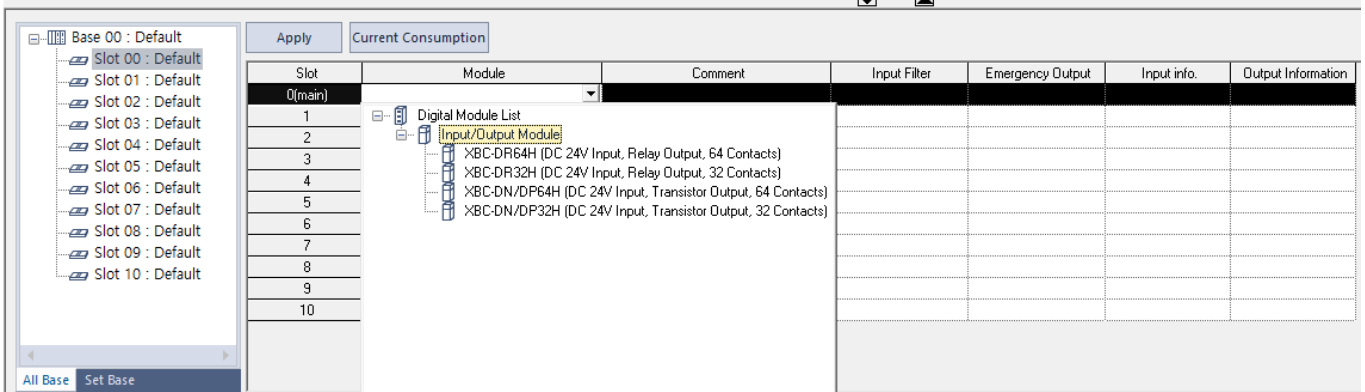 Base 00 : Default
Slot 00 : Default
Slot 01 : Default
Slot 02 : Default
Slot 03 : Default
Slot 04 : Default
Slot 05 : Default
Slot 06 : Default
Slot 07 : Default
Slot 08 : Default
Slot 09 : Default
Slot 10 : Default
All Base Set Base
Apply Current Consumption
Slot Module Comment Input Filter Emergency Output Input info. Output Information
0(main)
1
2
3
4
5
6
7
8
9
10
Digital Module List
Input/Output Module
XBC-DR64H (DC 24V Input, Relay Output, 64 Contacts)
XBC-DR32H (DC 24V Input, Relay Output, 32 Contacts)
XBC-DN/DP64H (DC 24V Input, Transistor Output, 64 Contacts)
XBC-DN/DP32H (DC 24V Input, Transistor Output, 32 Contacts)